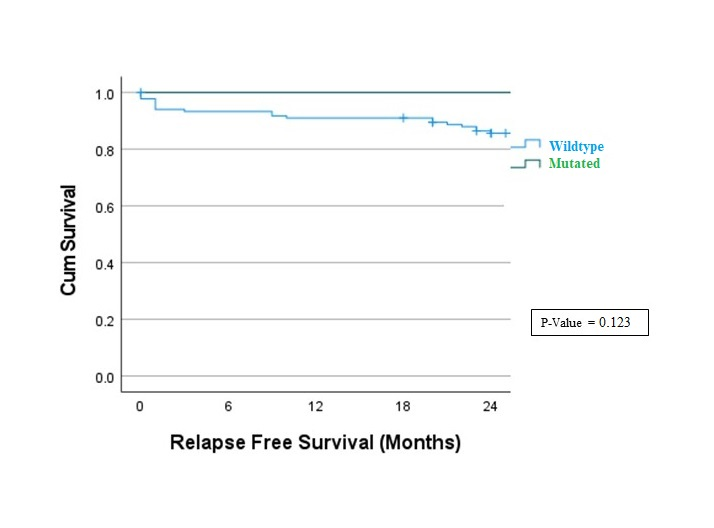 1.0
0.8
0.6
0.4
0.2
0.0
Cum Survival
0 6 12 18 24
Relapse Free Survival (Months)
Wildtype
Mutated
P-Value = 0.123